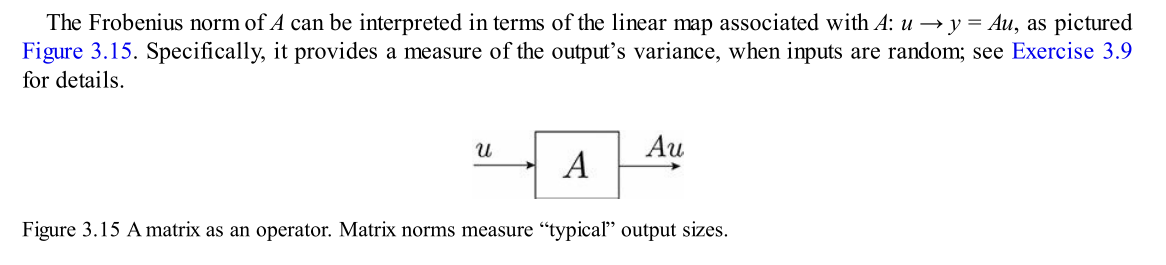 The Frobenius norm of A can be interpreted in terms of the linear map associated with A: u → y = Au, as pictured
Figure 3.15. Specifically, it provides a measure of the output’s variance, when inputs are random; see Exercise 3.9
for details.
u
A
Au
Figure 3.15 A matrix as an operator. Matrix norms measure “typical” output sizes.